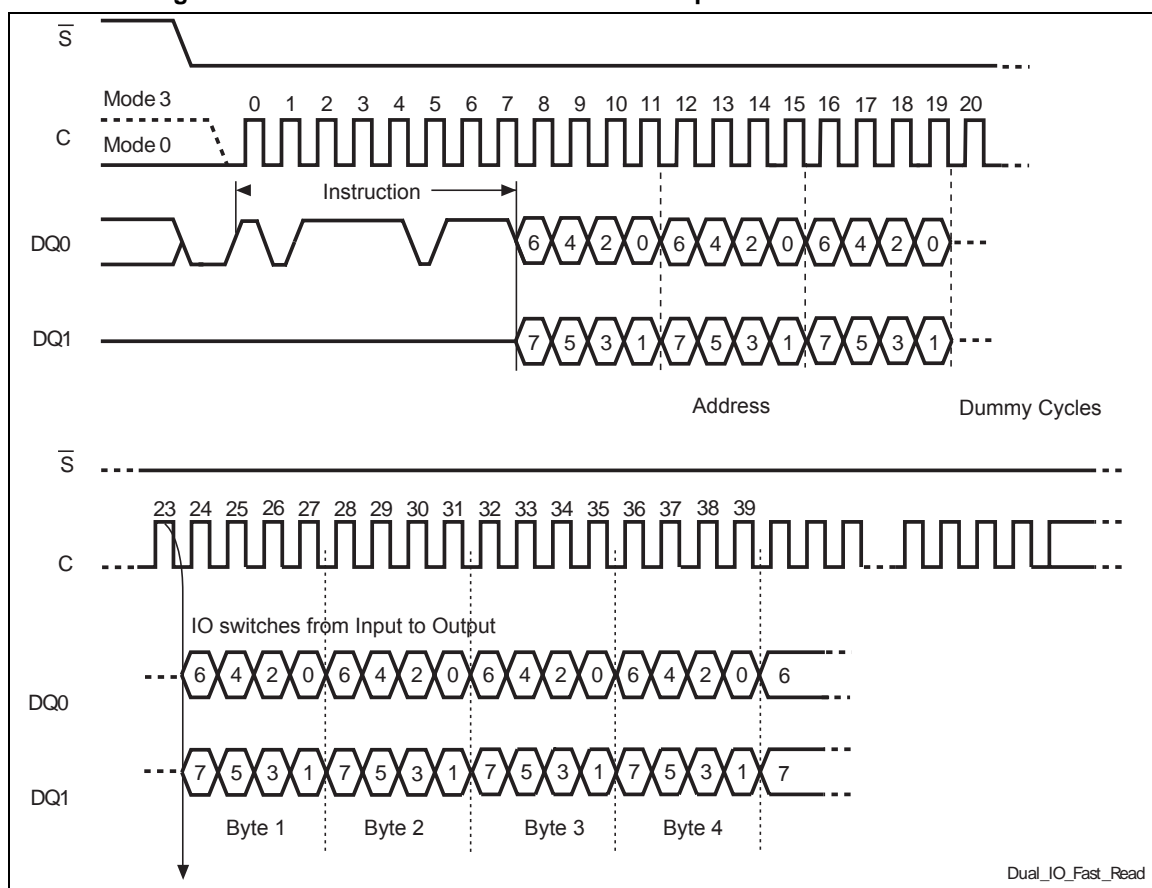 S
Mode 3
0 1 2 3 4 5 6 7 8 9 10 11 12 13 14 15 16 17 18 19 20
C
Mode 0
Instruction
DQ0
6 4 2 0 6 4 2 0 6 4 2 0
DQ1
7 5 3 1 7 5 3 1 7 5 3 1
Address
Dummy Cycles
S
23 24 25 26 27 28 29 30 31 32 33 34 35 36 37 38 39
C
IO switches from Input to Output
6 4 2 0 6 4 2 0 6 4 2 0 6 4 2 0 6
DQ0
7 5 3 1 7 5 3 1 7 5 3 1 7 5 3 1 7
DQ1
Byte 1 Byte 2 Byte 3 Byte 4
Dual_IO_Fast_Read